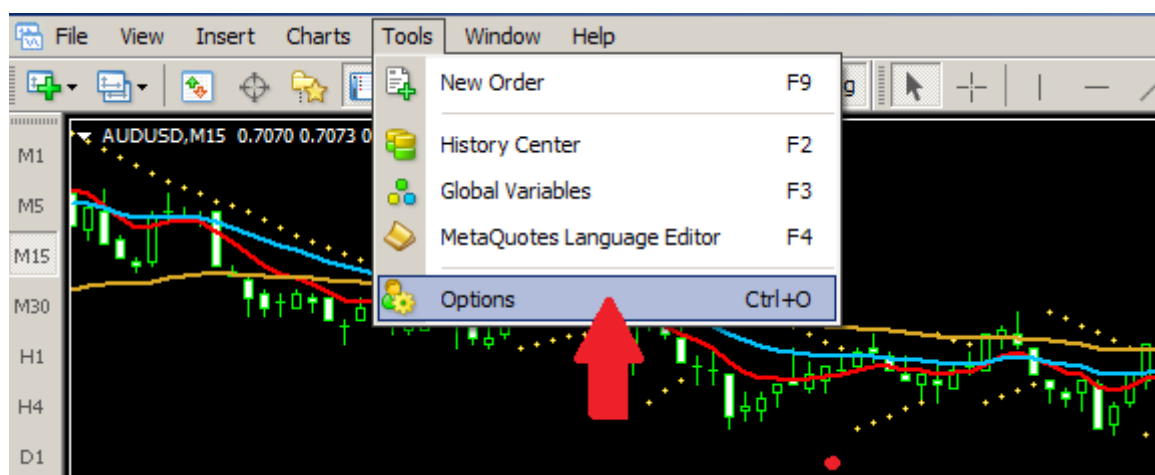 File View Insert Charts Tools Window Help
New Order F9
AUDUSD,M15 0.7070 0.7073 0
History Center F2
Global Variables F3
MetaQuotes Language Editor F4
Options Ctrl+O
M1
M5
M15
M30
H1
H4
D1